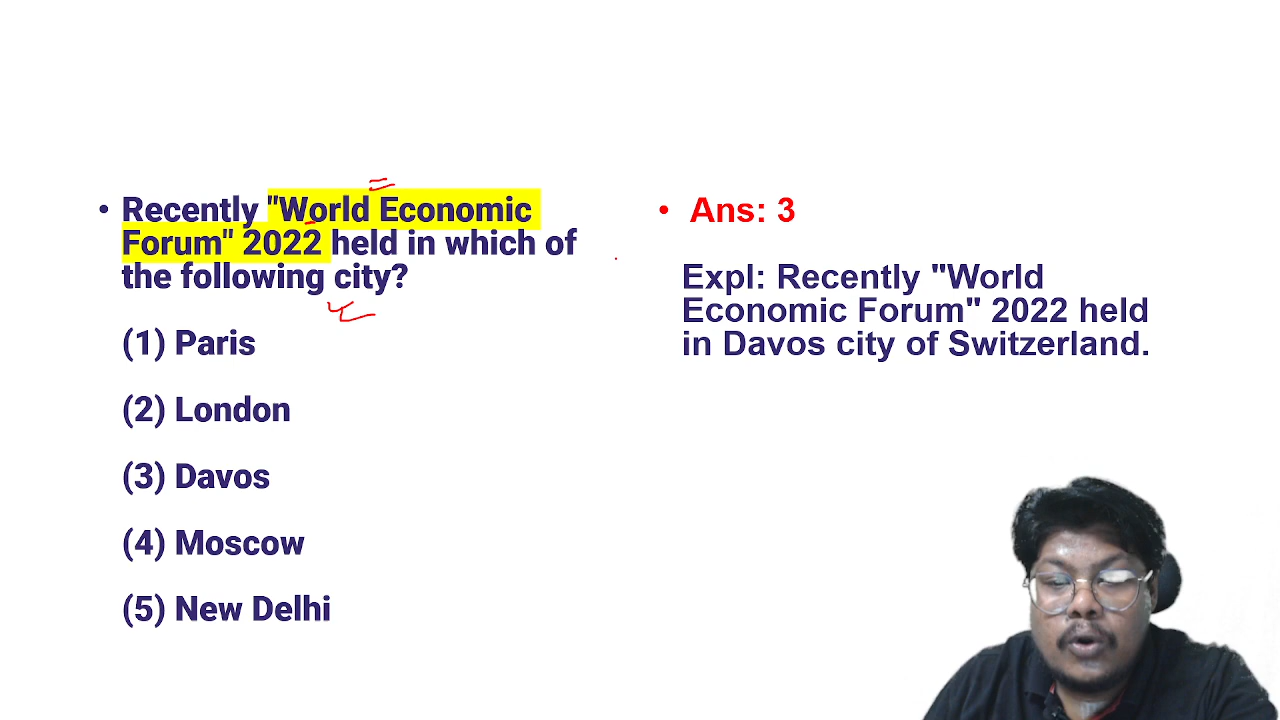 • Recently "World Economic
Forum" 2022 held in which of
the following city?
(1) Paris
(2) London
(3) Davos
(4) Moscow
(5) New Delhi
• Ans: 3
Expl: Recently "World
Economic Forum" 2022 held
in Davos city of Switzerland.